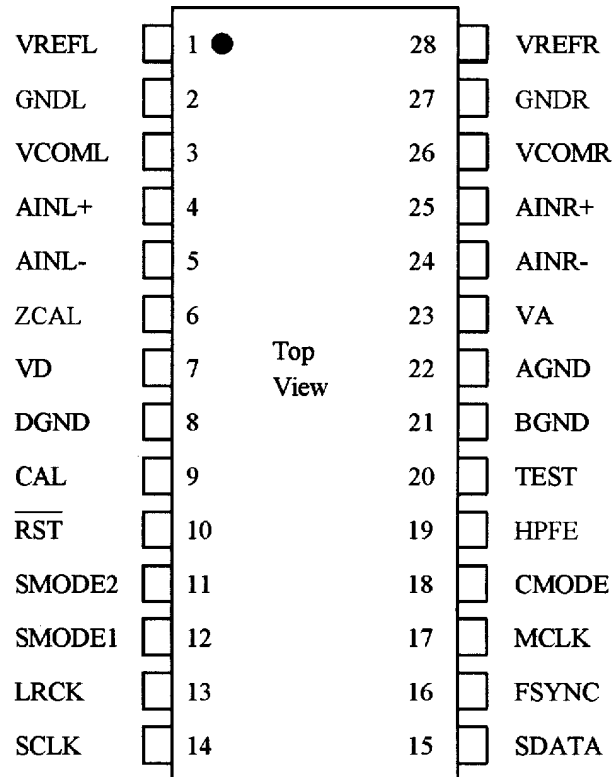 VREFL 1 28 VREFR
GNDL 2 27 GNDR
VCOML 3 26 VCOMR
AINL+ 4 25 AINR+
AINL- 5 24 AINR-
ZCAL 6 23 VA
Top
VD 7 22 AGND
View
DGND 8 21 BGND
CAL 9 20 TEST
R̅S̅T̅ 10 19 HPFE
SMODE2 11 18 CMODE
SMODE1 12 17 MCLK
LRCK 13 16 FSYNC
SCLK 14 15 SDATA